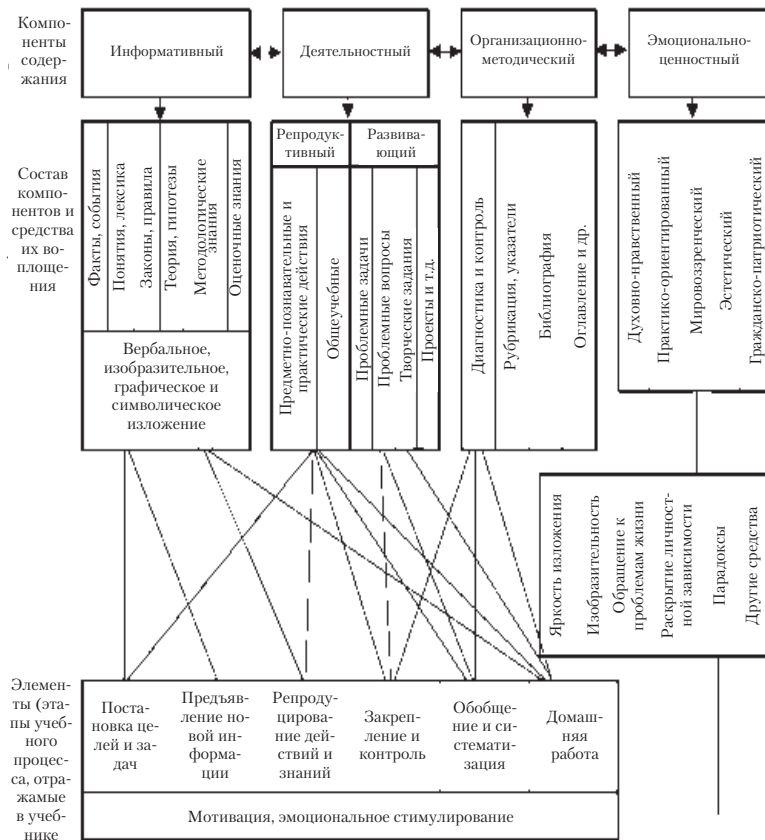 Компо-
ненты
содер-
жания
Информативный
Деятельностный
Организационно-
методический
Эмоционально-
ценностный
Состав
компо-
нентов и
средства
их во-
площе-
ния
Факты, события
Понятия, лексика
Законы, правила
Теория, гипотезы
Методологические
знания
Оценочные знания
Вербальное,
изобразительное,
графическое и
символическое
изложение
Репродук-
тивный
Развива-
ющий
Предметно-познавательные и
практические действия
Общеучебные
Проблемные задачи
Проблемные вопросы
Творческие задания
Проекты и т.д.
Диагностика и контроль
Рубрикация, указатели
Библиография
Оглавление и др.
Духовно-нравственный
Практико-ориентированный
Мировоззренческий
Эстетический
Гражданско-патриотический
Яркость изложения
Изобразительность
Обращение к
проблемам жизни
Раскрытие личност-
ной зависимости
Парадоксы
Другие средства
Элемен-
ты (эта-
пы учеб-
ного
процес-
са, отра-
жамые
в учеб-
нике
Поста-
новка це-
лей и за-
дач
Предъяв-
ление но-
вой ин-
форма-
ции
Репроду-
цирова-
ние дей-
ствий и
знаний
Закреп-
ление и
контроль
Обобще-
ние и си-
стемати-
зация
Домаш-
няя
работа
Мотивация, эмоциональное стимулирование